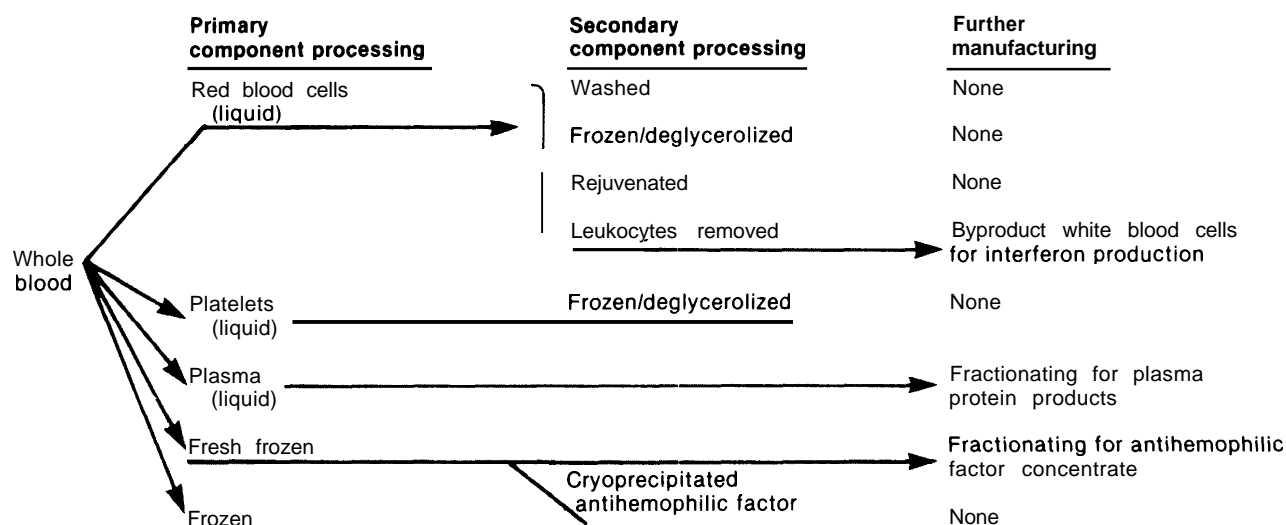 Primary
component processing
Secondary
component processing
Further
manufacturing
Red blood cells
(liquid)
Washed
None
Frozen/deglycerolized
None
Rejuvenated
None
Leukocytes removed
Byproduct white blood cells
for interferon production
Whole
blood
Platelets
(liquid)
Frozen/deglycerolized
None
Plasma
(liquid)
Fractionating for plasma
protein products
Fresh frozen
Fractionating for antihemophilic
factor concentrate
Cryoprecipitated
antihemophilic factor
Frozen
None